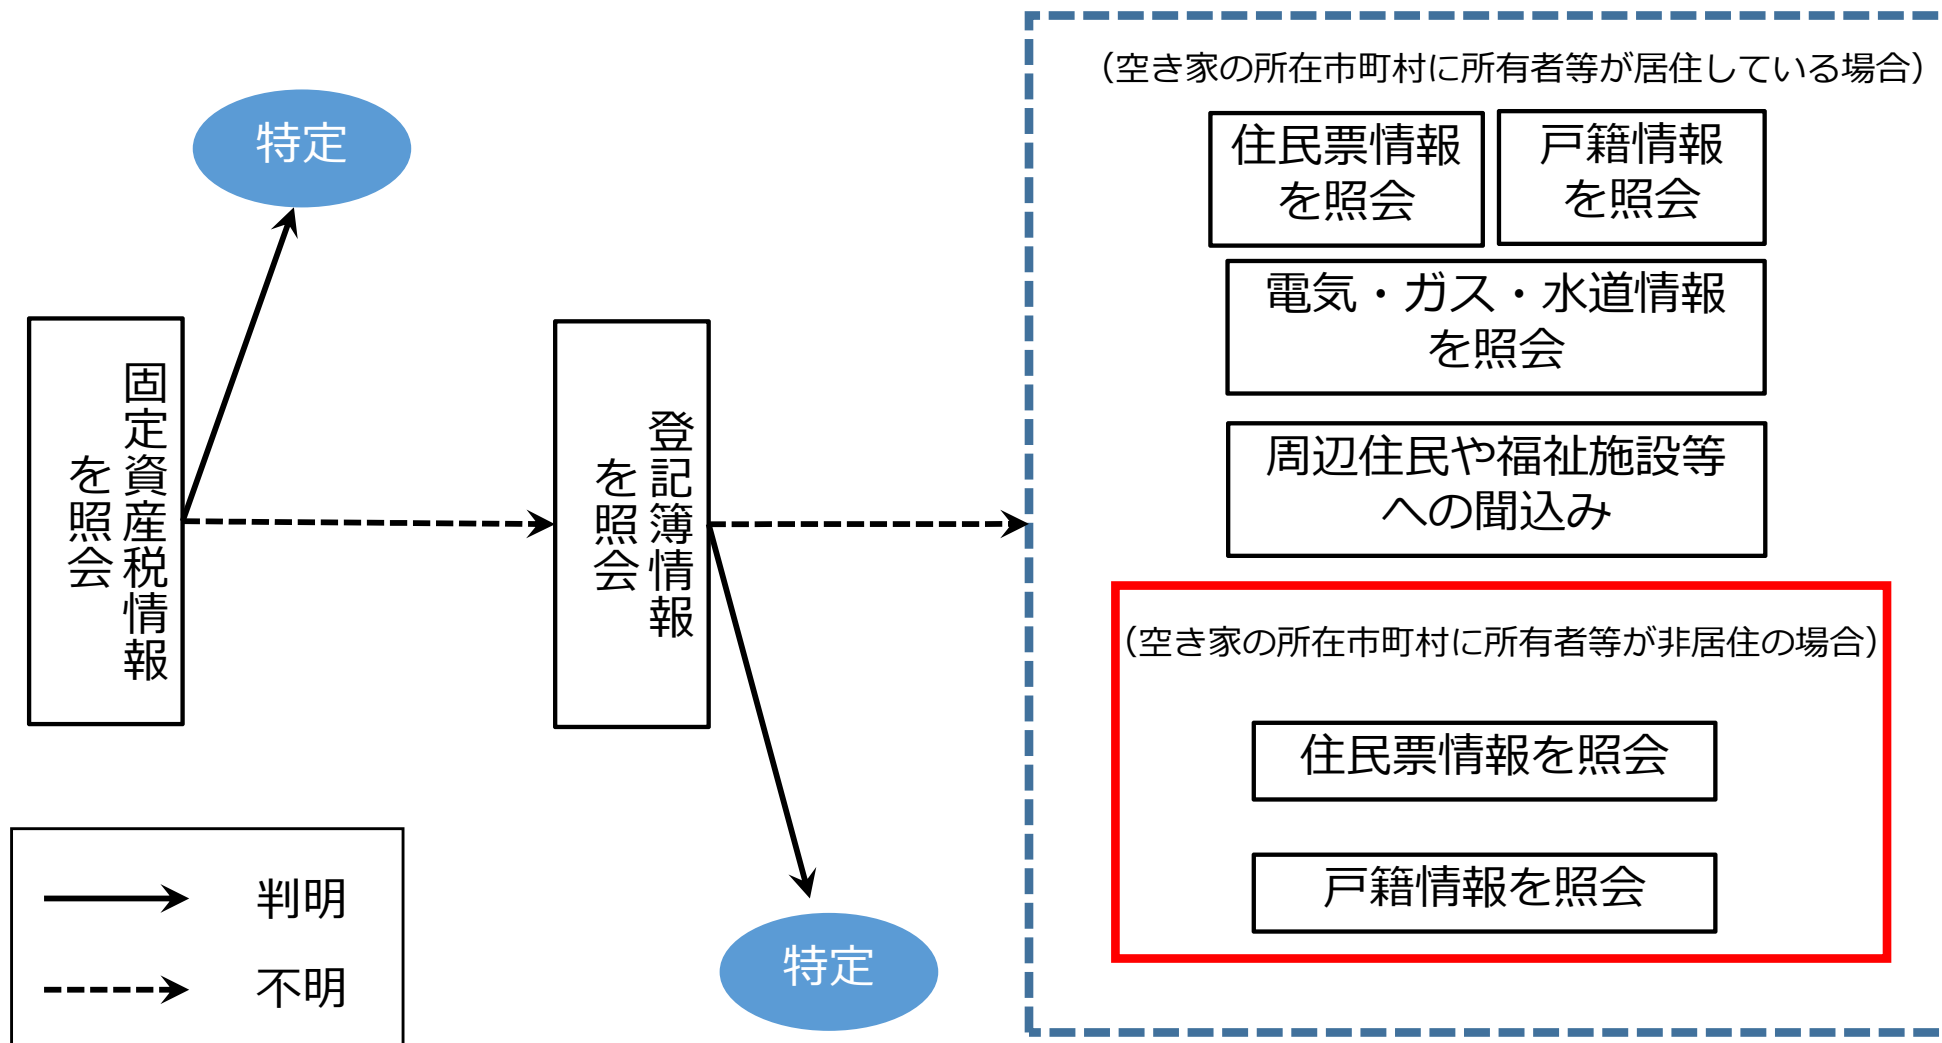 特定
固定資産税情報
を照会
登記簿情報
を照会
特定
判明
不明
（空き家の所在市町村に所有者等が居住している場合）
住民票情報
を照会
戸籍情報
を照会
電気・ガス・水道情報
を照会
周辺住民や福祉施設等
への聞込み
（空き家の所在市町村に所有者等が非居住の場合）
住民票情報を照会
戸籍情報を照会